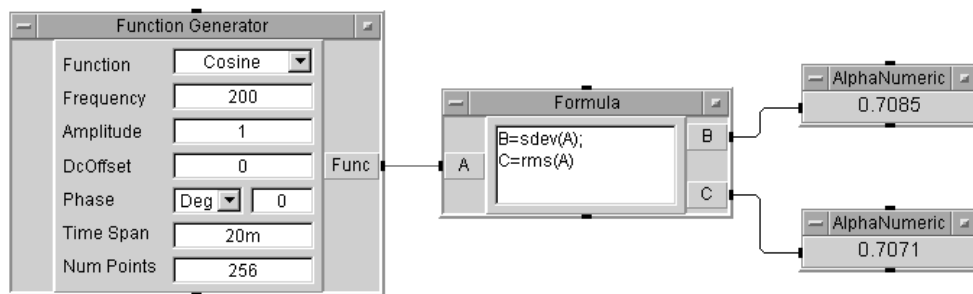 Function Generator
Function Cosine
Frequency 200
Amplitude 1
DcOffset 0
Phase Deg 0
Time Span 20m
Num Points 256
Func
Formula
A
B=sdev(A);
C=rms(A)
B
C
AlphaNumeric
0.7085
AlphaNumeric
0.7071